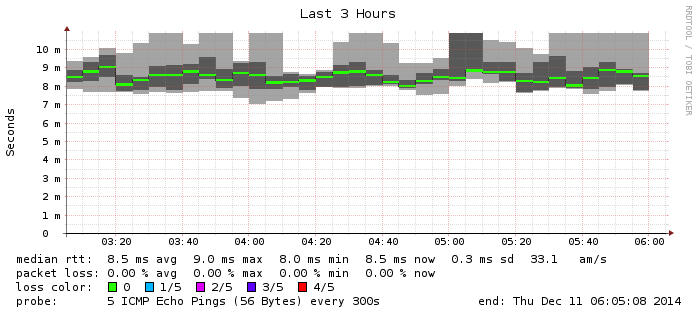 Last 3 Hours
RRDTOOL / TOBI OETIKER
Seconds
10 m
9 m
8 m
7 m
6 m
5 m
4 m
3 m
2 m
1 m
0
03:20 03:40 04:00 04:20 04:40 05:00 05:20 05:40 06:00
median rtt: 8.5 ms avg 9.0 ms max 8.0 ms min 8.5 ms now 0.3 ms sd 33.1 am/s
packet loss: 0.00 % avg 0.00 % max 0.00 % min 0.00 % now
loss color: 0 1/5 2/5 3/5 4/5
probe: 5 ICMP Echo Pings (56 Bytes) every 300s end: Thu Dec 11 06:05:08 2014